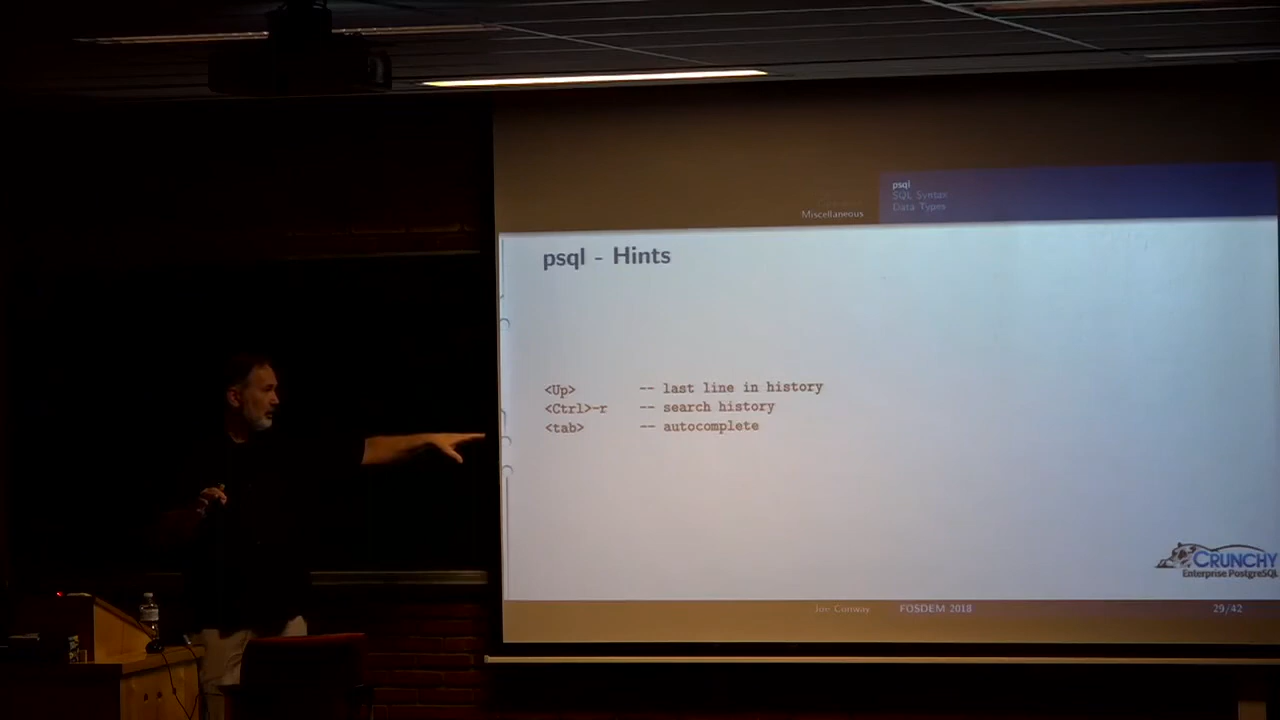 Miscellaneous
psql
SQL Syntax
Data Types
psql - Hints
<Up> -- last line in history
<Ctrl>-r -- search history
<tab> -- autocomplete
CRUNCHY
Enterprise PostgreSQL
Joe Conway FOSDEM 2018 29/42